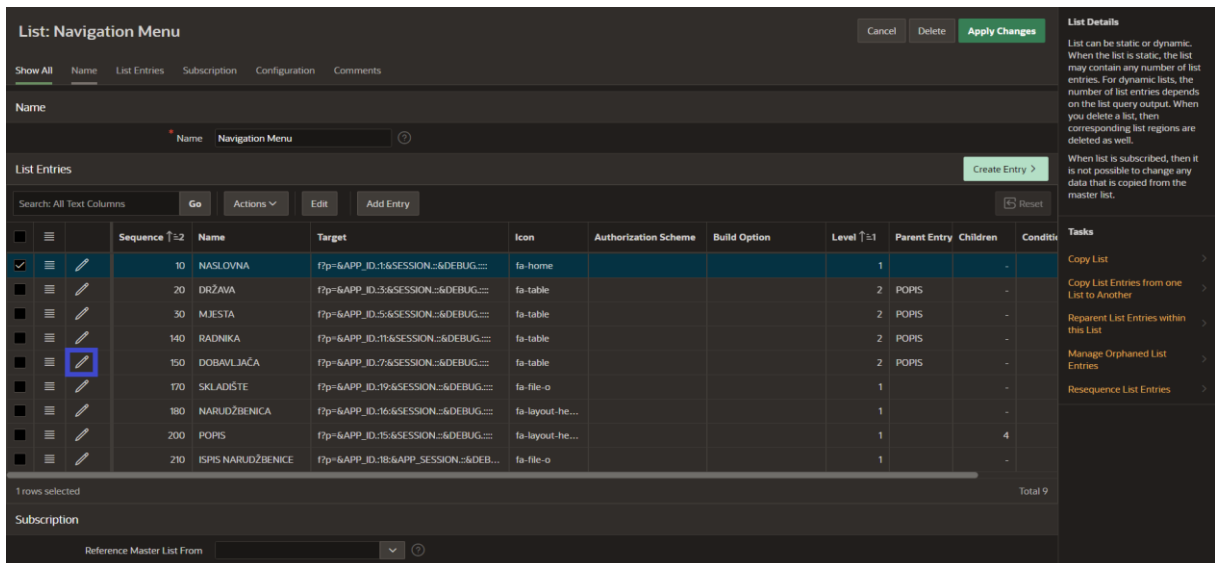 List: Navigation Menu
Cancel Delete Apply Changes
Show All Name List Entries Subscription Configuration Comments
Name
* Name Navigation Menu ?
List Entries
Create Entry >
Search: All Text Columns Go Actions Edit Add Entry Reset
Sequence ↑2 Name Target Icon Authorization Scheme Build Option Level ↑1 Parent Entry Children Conditio
10 NASLOVNA f?p=&APP_ID.:1:&SESSION.::&DEBUG.:::: fa-home 1 -
20 DRŽAVA f?p=&APP_ID.:3:&SESSION.::&DEBUG.:::: fa-table 2 POPIS -
30 MJESTA f?p=&APP_ID.:5:&SESSION.::&DEBUG.:::: fa-table 2 POPIS -
140 RADNIKA f?p=&APP_ID.:11:&SESSION.::&DEBUG.:::: fa-table 2 POPIS -
150 DOBAVLJAČA f?p=&APP_ID.:7:&SESSION.::&DEBUG.:::: fa-table 2 POPIS -
170 SKLADIŠTE f?p=&APP_ID.:19:&SESSION.::&DEBUG.:::: fa-file-o 1 -
180 NARUDŽBENICA f?p=&APP_ID.:16:&SESSION.::&DEBUG.:::: fa-layout-he... 1 -
200 POPIS f?p=&APP_ID.:15:&SESSION.::&DEBUG.:::: fa-layout-he... 1 4
210 ISPIS NARUDŽBENICE f?p=&APP_ID.:18:&APP_SESSION.::&DEB... fa-file-o 1 -
1 rows selected Total 9
Subscription
Reference Master List From ?
List Details
List can be static or dynamic.
When the list is static, the list
may contain any number of list
entries. For dynamic lists, the
number of list entries depends
on the list query output. When
you delete a list, then
corresponding list regions are
deleted as well.
When list is subscribed, then it
is not possible to change any
data that is copied from the
master list.
Tasks
Copy List >
Copy List Entries from one
List to Another >
Reparent List Entries within
this List >
Manage Orphaned List
Entries >
Resequence List Entries >